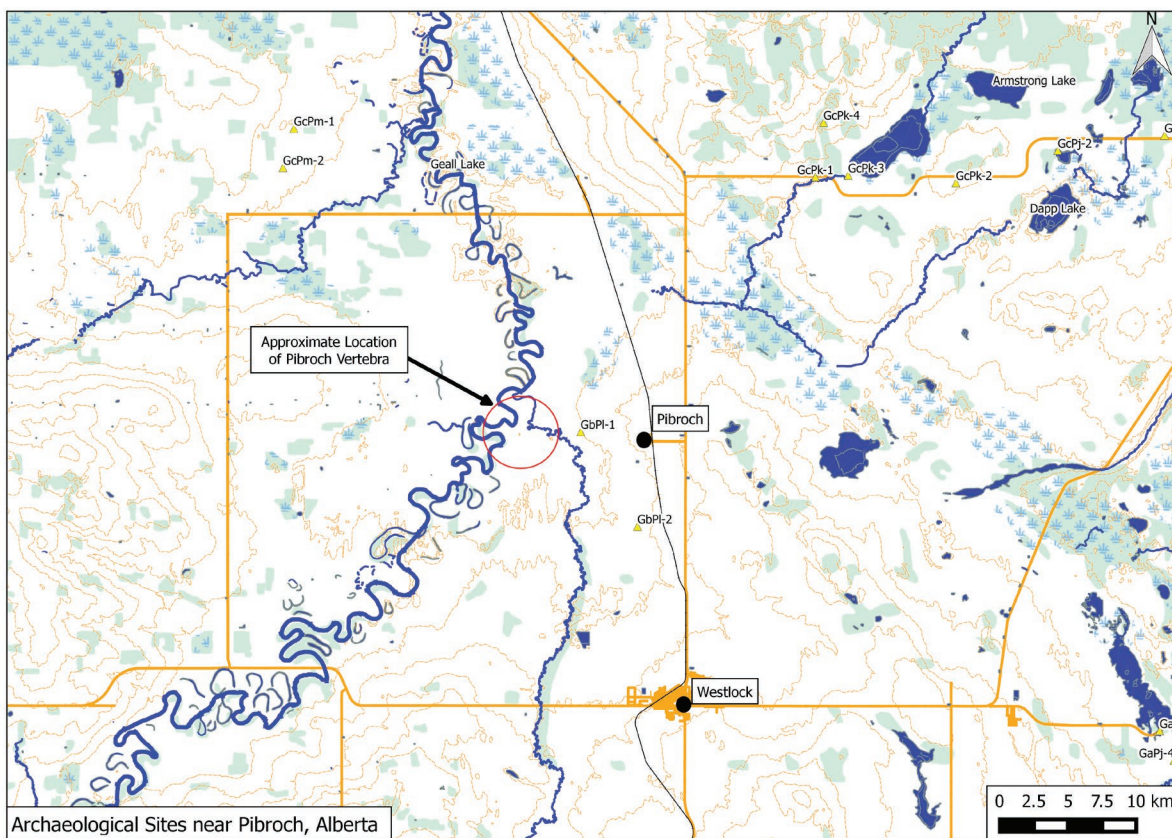 N
Armstrong Lake
GcPm-1
GcPk-4
GcPj-2
GcPm-2
Geall Lake
GcPk-1
GcPk-3
GcPk-2
Dapp Lake
Approximate Location
of Pibroch Vertebra
GbPl-1
Pibroch
GbPl-2
Westlock
GaPj-4
0 2.5 5 7.5 10 km
Archaeological Sites near Pibroch, Alberta